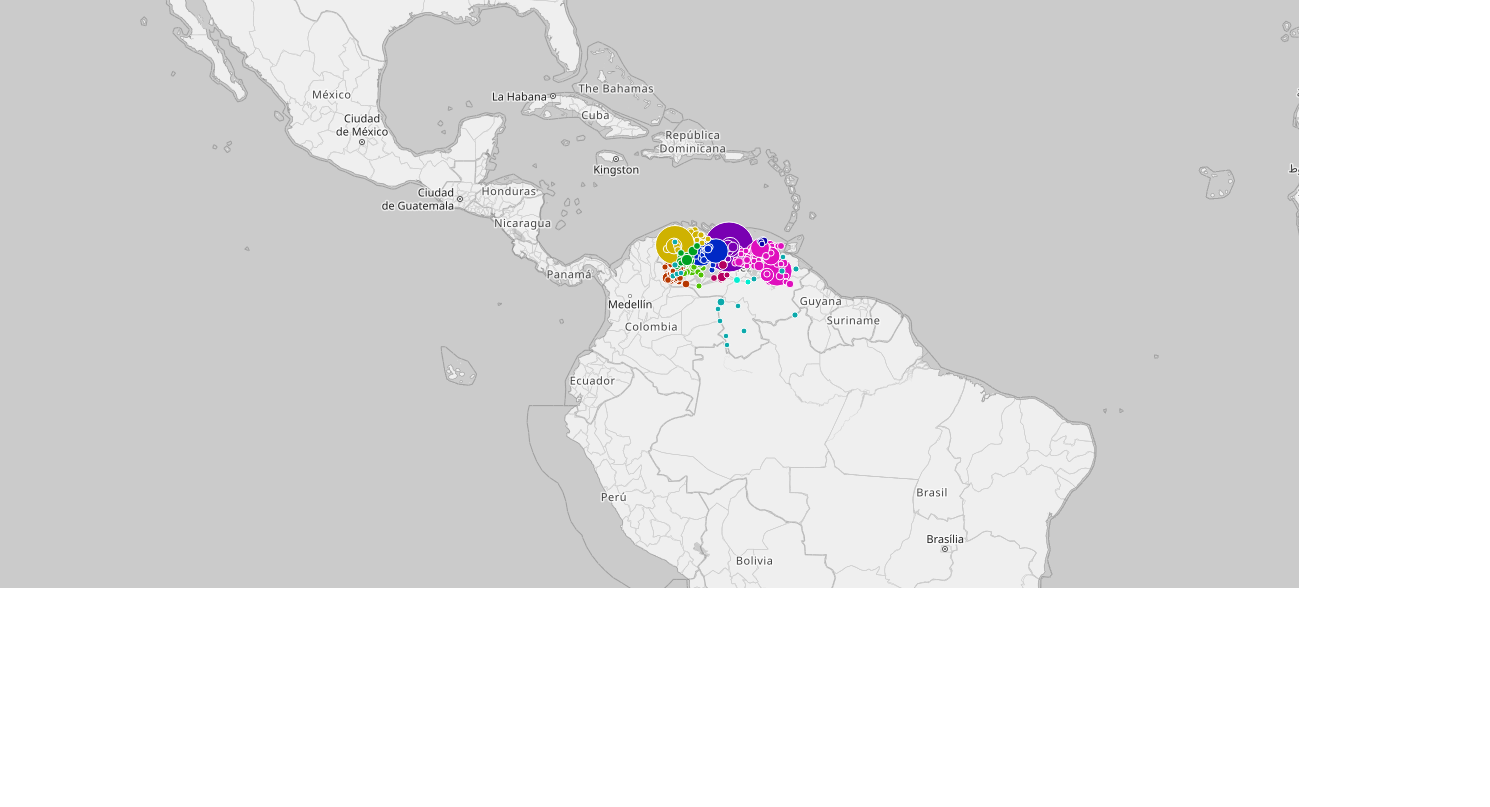 La Habana
The Bahamas
México
Cuba
Ciudad
de México
República
Dominicana
Kingston
Ciudad
de Guatemala
Honduras
Nicaragua
Panamá
Medellín
Guyana
Colombia
Suriname
Ecuador
Perú
Brasil
Brasília
Bolivia